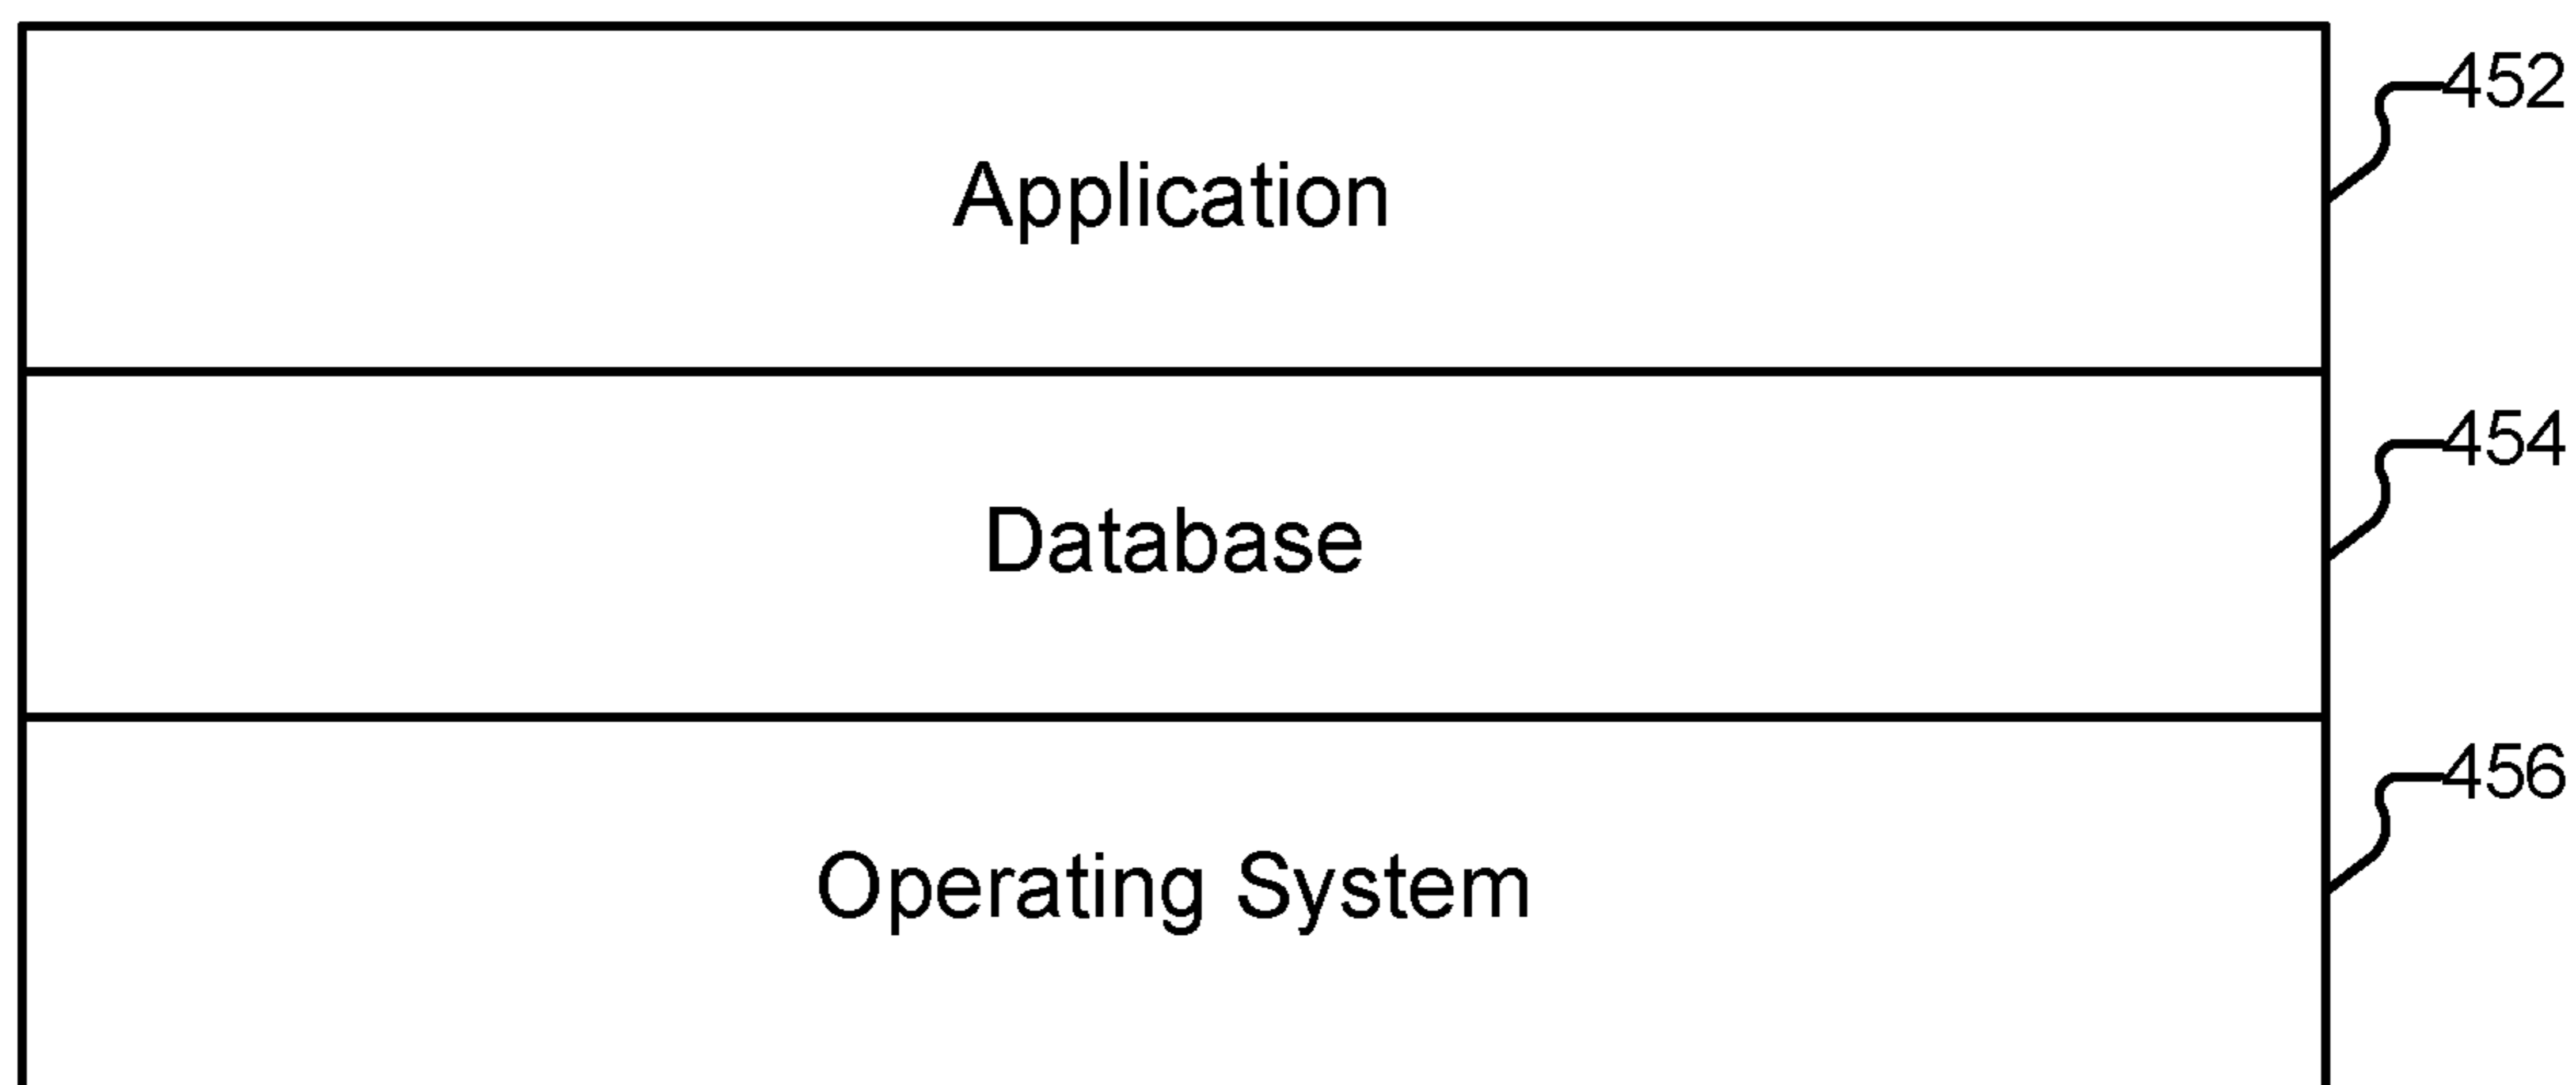 452
Application
454
Database
456
Operating System